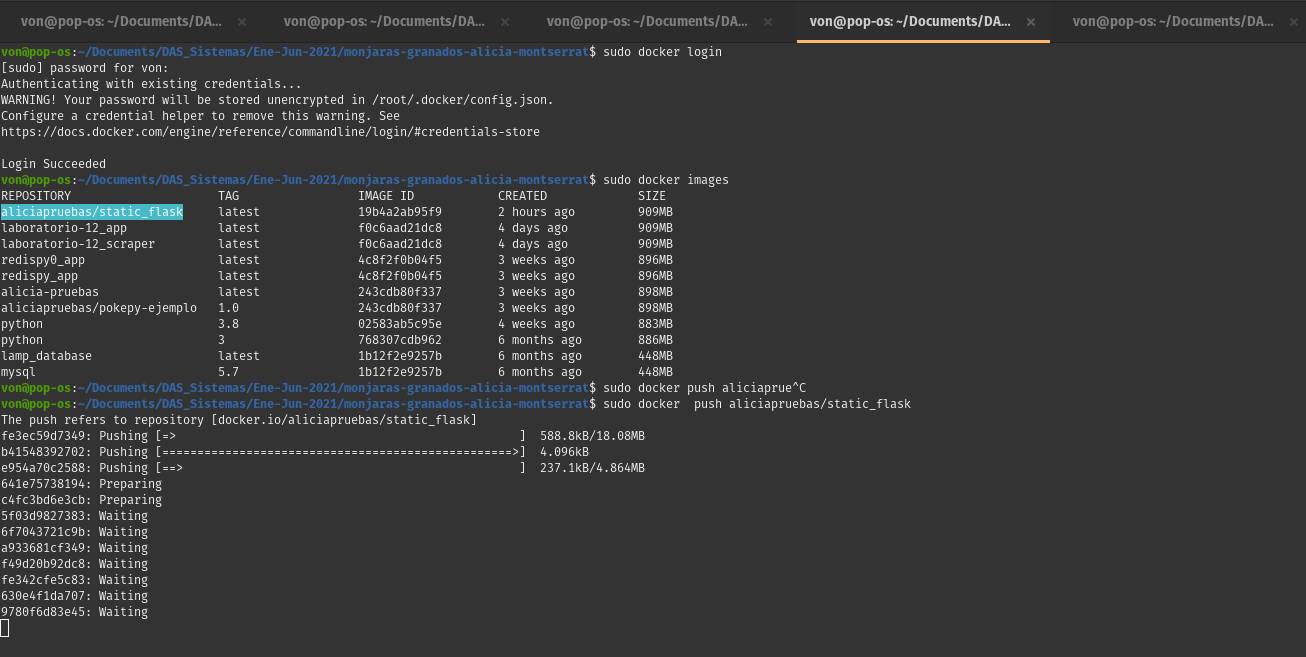 von@pop-os: ~/Documents/DA... × von@pop-os: ~/Documents/DA... × von@pop-os: ~/Documents/DA... × von@pop-os: ~/Documents/DA... × von@pop-os: ~/Documents/DA... ×
von@pop-os:~/Documents/DAS_Sistemas/Ene-Jun-2021/monjaras-granados-alicia-montserrat$ sudo docker login
[sudo] password for von:
Authenticating with existing credentials...
WARNING! Your password will be stored unencrypted in /root/.docker/config.json.
Configure a credential helper to remove this warning. See
https://docs.docker.com/engine/reference/commandline/login/#credentials-store
Login Succeeded
von@pop-os:~/Documents/DAS_Sistemas/Ene-Jun-2021/monjaras-granados-alicia-montserrat$ sudo docker images
REPOSITORY TAG IMAGE ID CREATED SIZE
aliciapruebas/static_flask latest 19b4a2ab95f9 2 hours ago 909MB
laboratorio-12_app latest f0c6aad21dc8 4 days ago 909MB
laboratorio-12_scraper latest f0c6aad21dc8 4 days ago 909MB
redispy0_app latest 4c8f2f0b04f5 3 weeks ago 896MB
redispy_app latest 4c8f2f0b04f5 3 weeks ago 896MB
alicia-pruebas latest 243cdb80f337 3 weeks ago 898MB
aliciapruebas/pokepy-ejemplo 1.0 243cdb80f337 3 weeks ago 898MB
python 3.8 02583ab5c95e 4 weeks ago 883MB
python 3 768307cdb962 6 months ago 886MB
lamp_database latest 1b12f2e9257b 6 months ago 448MB
mysql 5.7 1b12f2e9257b 6 months ago 448MB
von@pop-os:~/Documents/DAS_Sistemas/Ene-Jun-2021/monjaras-granados-alicia-montserrat$ sudo docker push aliciaprue^C
von@pop-os:~/Documents/DAS_Sistemas/Ene-Jun-2021/monjaras-granados-alicia-montserrat$ sudo docker  push aliciapruebas/static_flask
The push refers to repository [docker.io/aliciapruebas/static_flask]
fe3ec59d7349: Pushing [=>                                                 ]  588.8kB/18.08MB
b41548392702: Pushing [==================================================>]  4.096kB
e954a70c2588: Pushing [==>                                                ]  237.1kB/4.864MB
641e75738194: Preparing
c4fc3bd6e3cb: Preparing
5f03d9827383: Waiting
6f7043721c9b: Waiting
a933681cf349: Waiting
f49d20b92dc8: Waiting
fe342cfe5c83: Waiting
630e4f1da707: Waiting
9780f6d83e45: Waiting